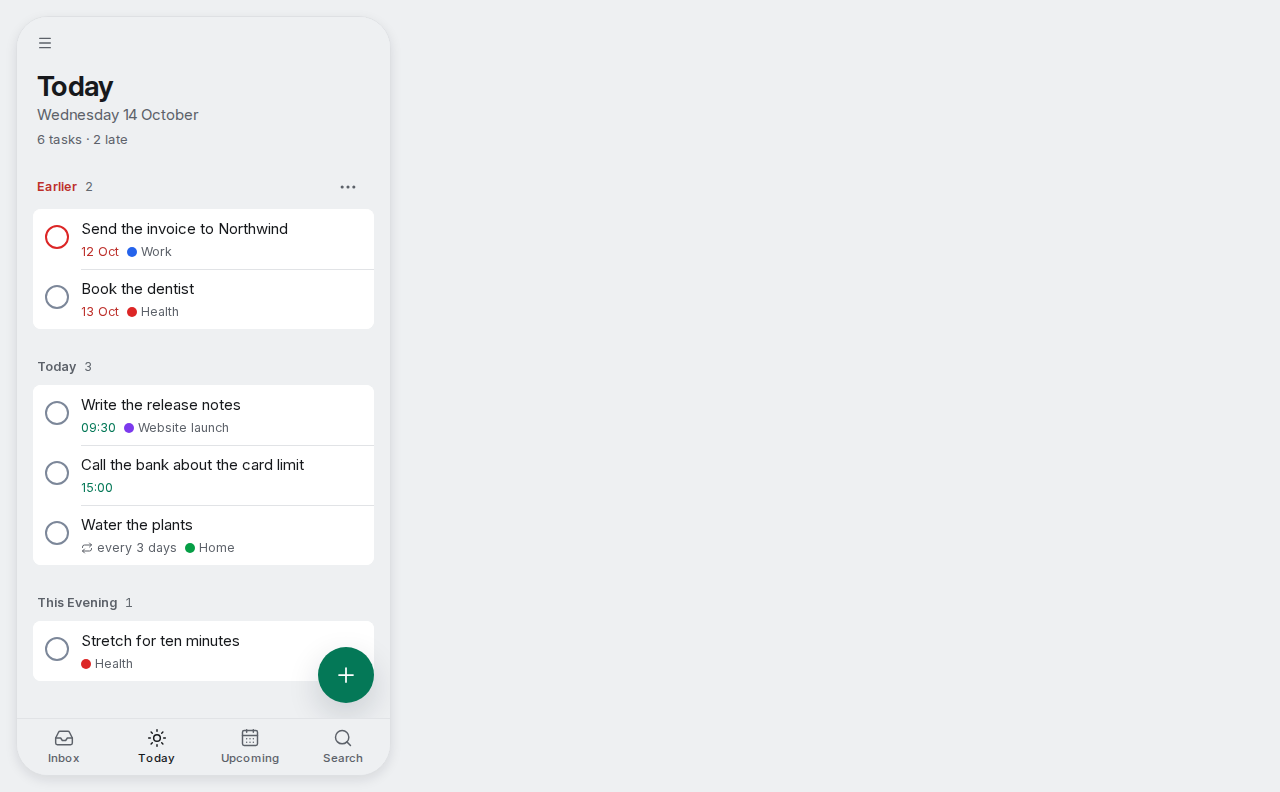 Today
Wednesday 14 October
6 tasks · 2 late
Earlier 2
Send the invoice to Northwind
12 Oct Work
Book the dentist
13 Oct Health
Today 3
Write the release notes
09:30 Website launch
Call the bank about the card limit
15:00
Water the plants
every 3 days Home
This Evening 1
Stretch for ten minutes
Health
Inbox Today Upcoming Search